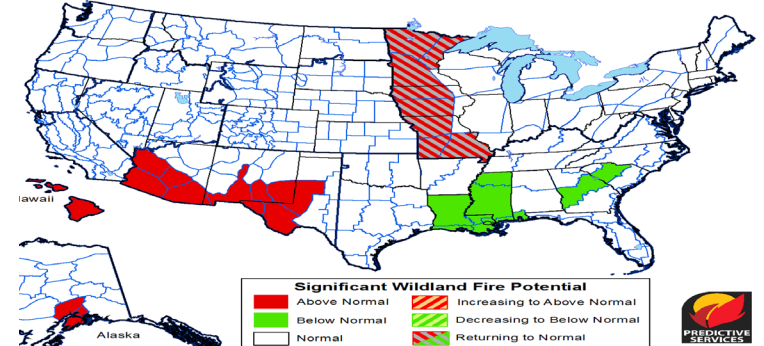 awaii
Alaska
Significant Wildland Fire Potential
Above Normal
Increasing to Above Normal
Below Normal
Decreasing to Below Normal
Normal
Returning to Normal
PREDICTIVE
SERVICES